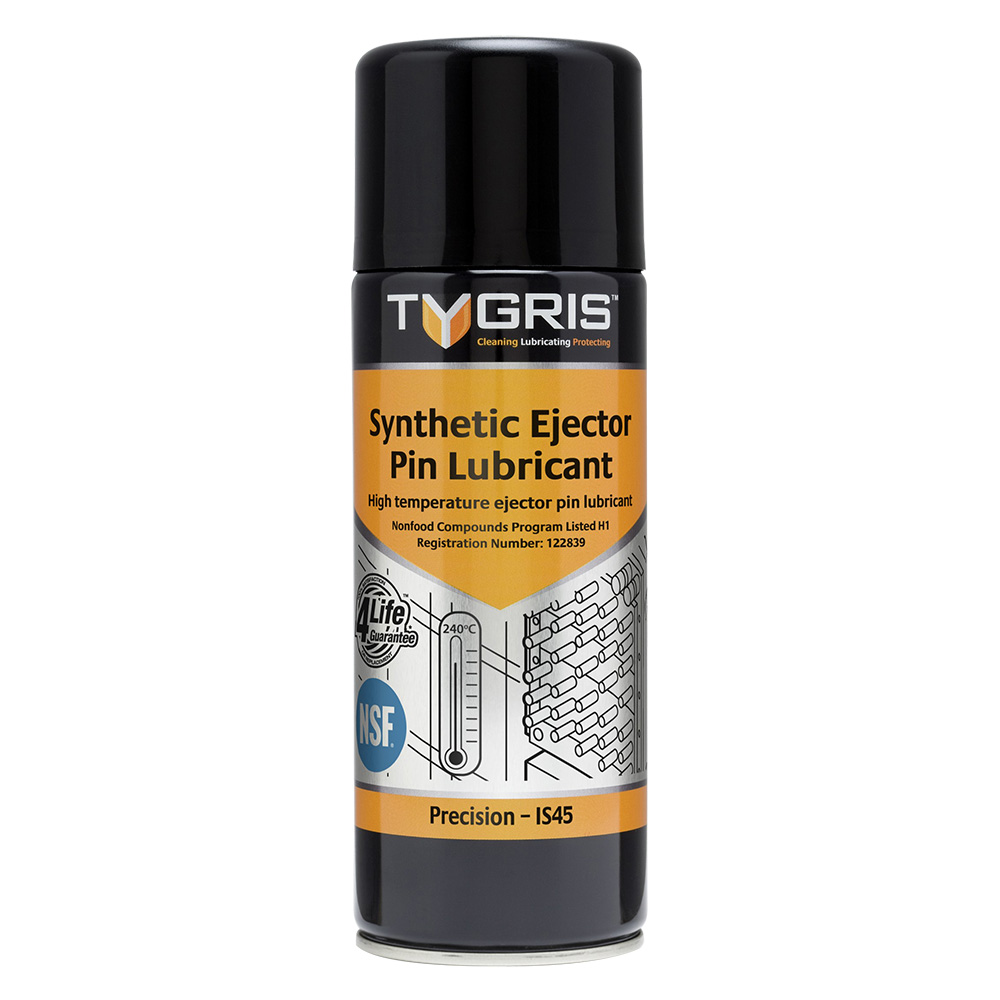 TYGRIS™
Cleaning Lubricating Protecting
Synthetic Ejector
Pin Lubricant
High temperature ejector pin lubricant
Nonfood Compounds Program Listed H1
Registration Number: 122839
4Life™
Guarantee
240°C
NSF®
Precision – IS45